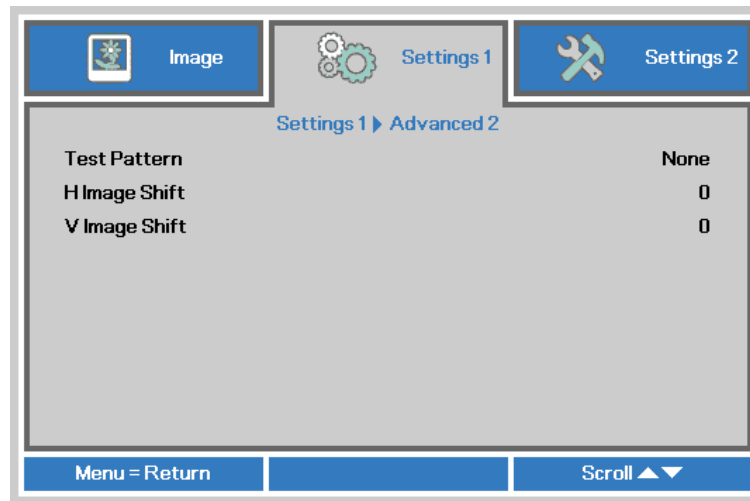 Image
Settings 1
Settings 2
Settings 1 Advanced 2
Test Pattern None
H Image Shift 0
V Image Shift 0
Menu = Return
Scroll